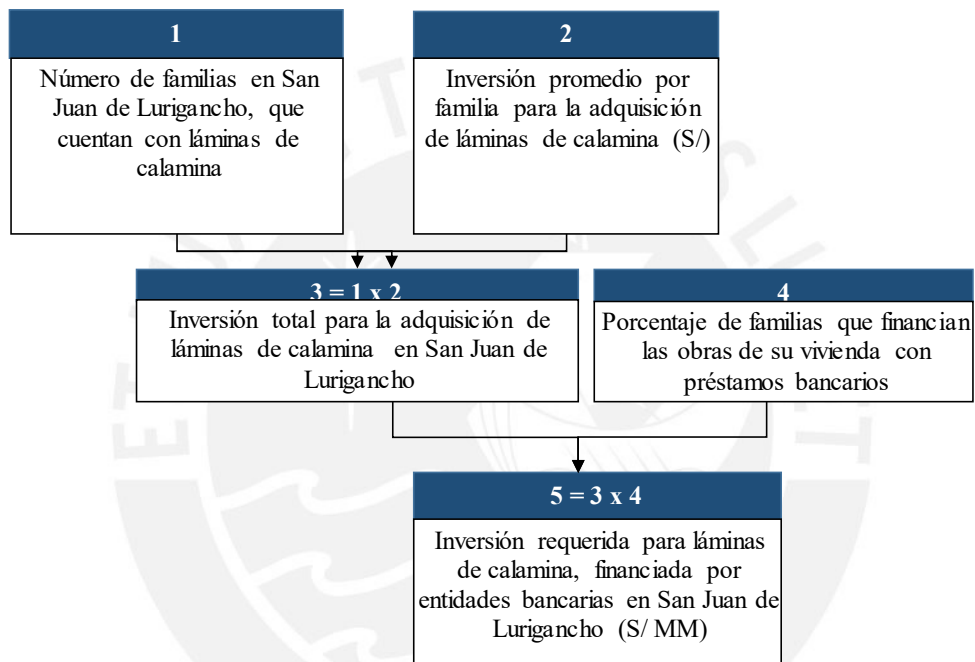 1
Número de familias en San
Juan de Lurigancho, que
cuentan con láminas de
calamina
2
Inversión promedio por
familia para la adquisición
de láminas de calamina (S/)
3 = 1 x 2
Inversión total para la adquisición de
láminas de calamina en San Juan de
Lurigancho
4
Porcentaje de familias que financian
las obras de su vivienda con
préstamos bancarios
5 = 3 x 4
Inversión requerida para láminas
de calamina, financiada por
entidades bancarias en San Juan de
Lurigancho (S/ MM)